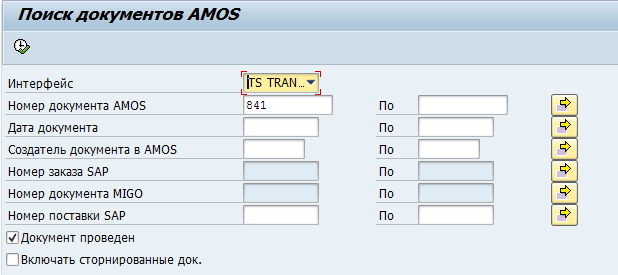 Поиск документов AMOS
Интерфейс TS TRAN...
Номер документа AMOS 841 По
Дата документа По
Создатель документа в AMOS По
Номер заказа SAP По
Номер документа MIGO По
Номер поставки SAP По
Документ проведен
Включать сторнированные док.